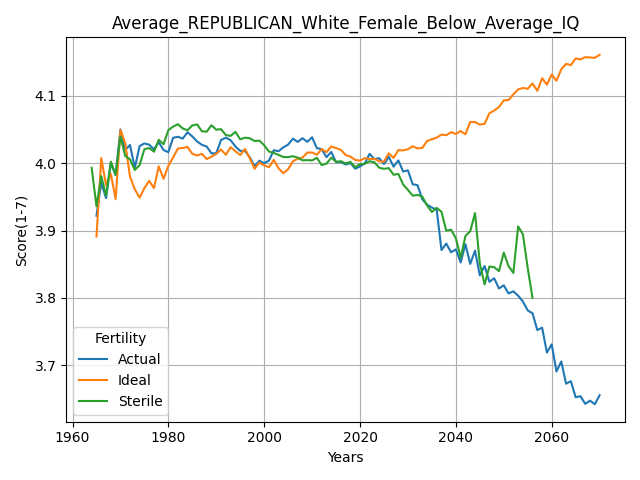 Average_REPUBLICAN_White_Female_Below_Average_IQ
Score(1-7)
4.1
4.0
3.9
3.8
3.7
Fertility
Actual
Ideal
Sterile
1960 1980 2000 2020 2040 2060
Years